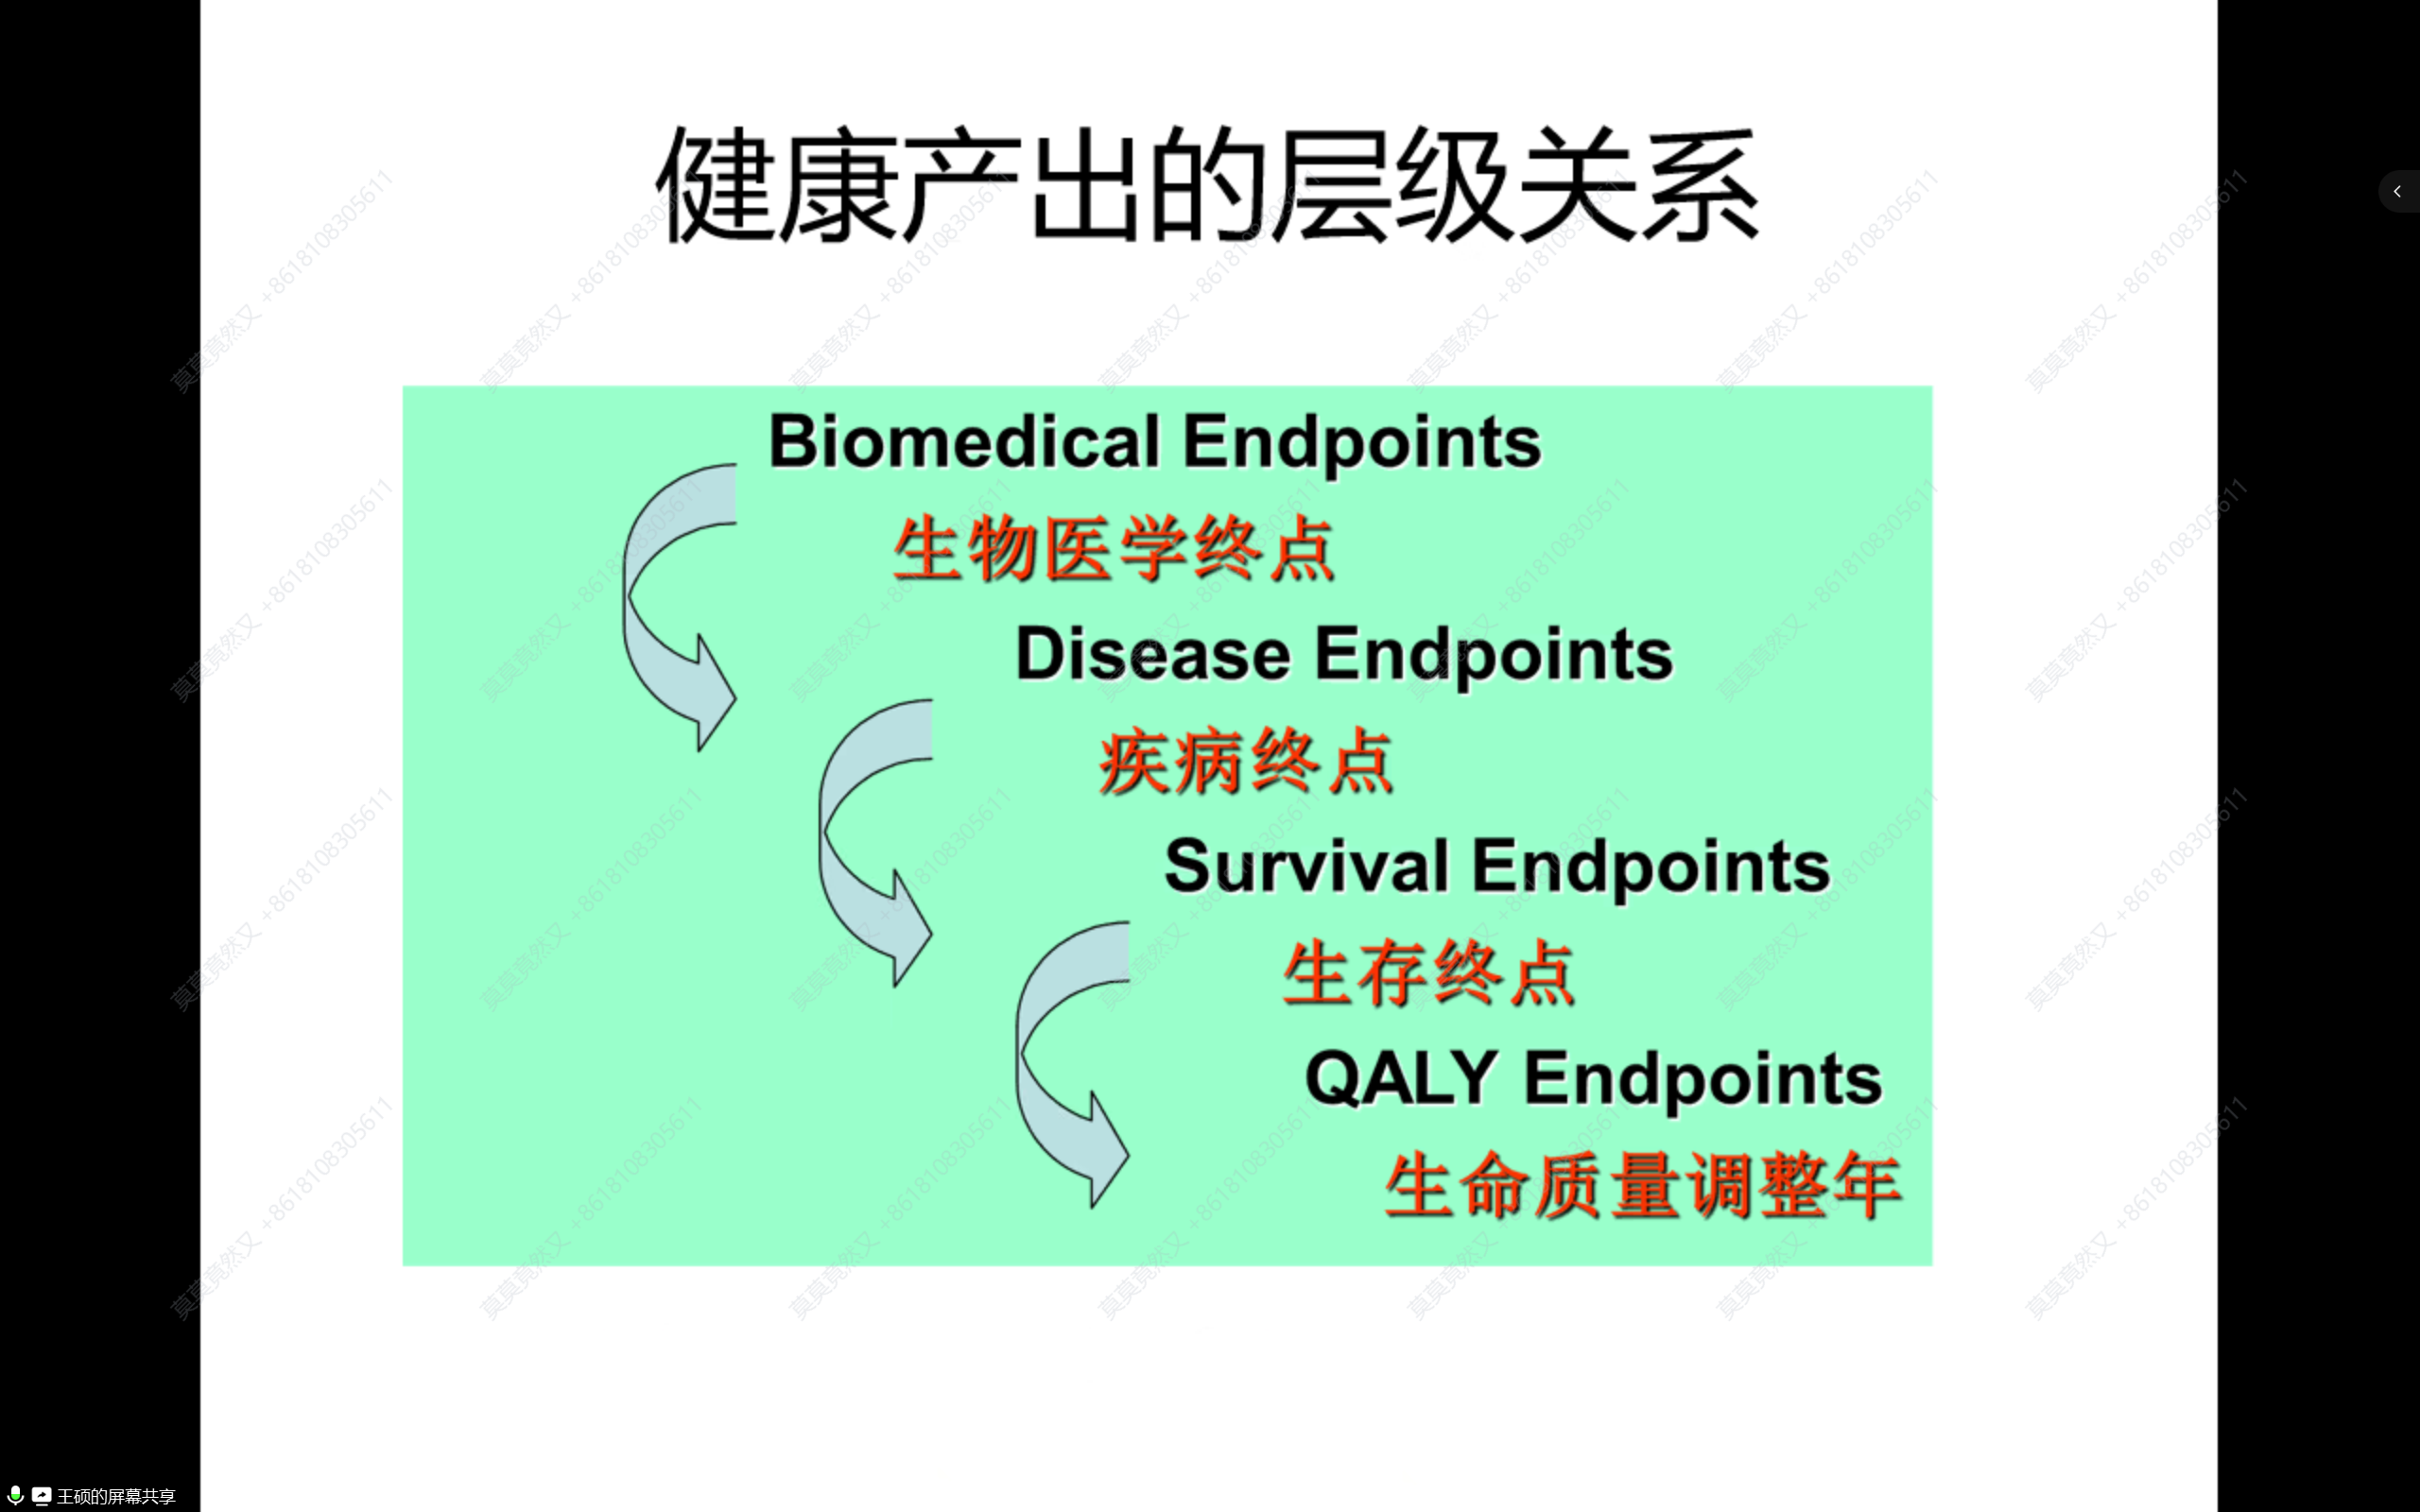 健康产出的层级关系
Biomedical Endpoints
生物医学终点
Disease Endpoints
疾病终点
Survival Endpoints
生存终点
QALY Endpoints
生命质量调整年
王硕的屏幕共享
莫莫竟然又 +8618108305611